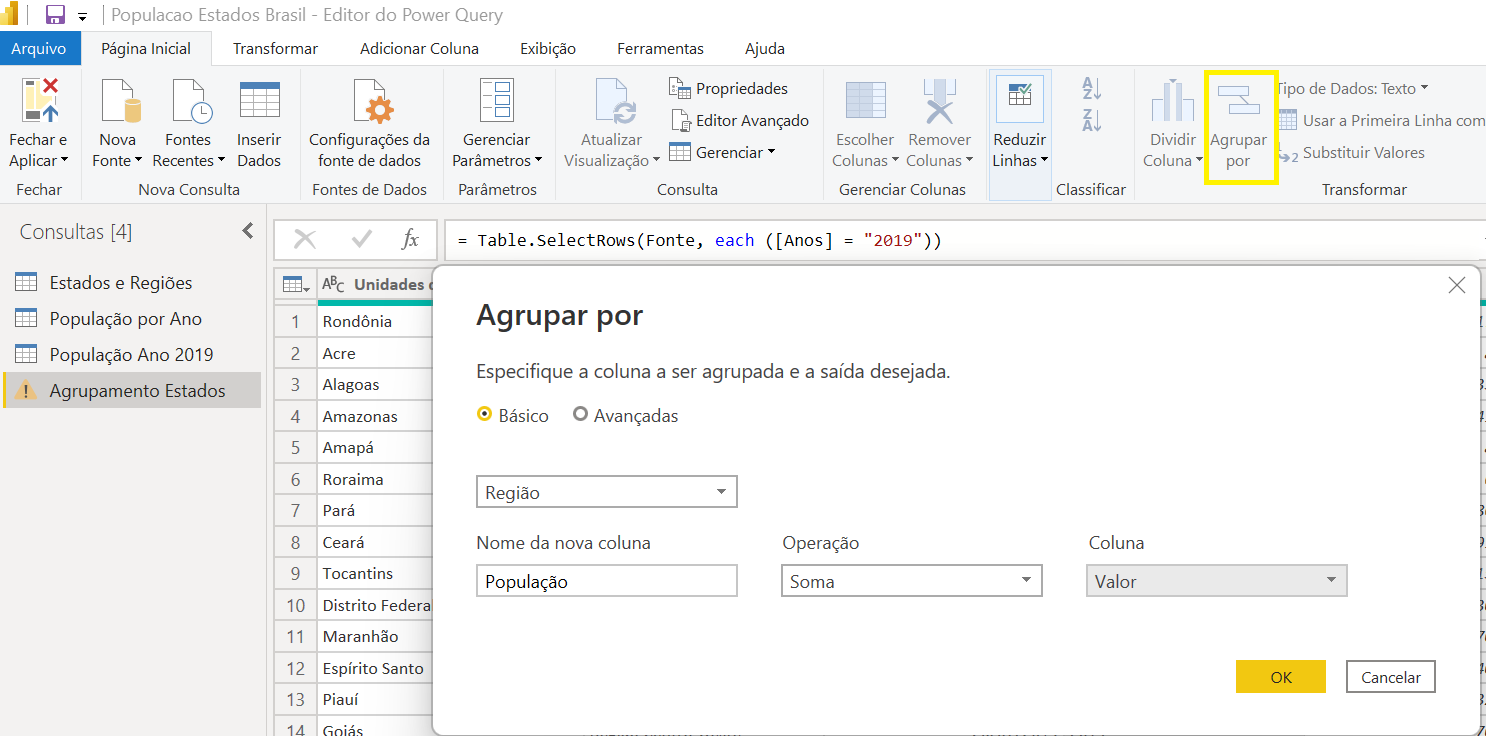 Populacao Estados Brasil - Editor do Power Query
Arquivo Página Inicial Transformar Adicionar Coluna Exibição Ferramentas Ajuda
Fechar e
Aplicar
Fechar
Nova
Fonte
Fontes
Recentes
Inserir
Dados
Nova Consulta
Configurações da
fonte de dados
Fontes de Dados
Gerenciar
Parâmetros
Parâmetros
Atualizar
Visualização
Propriedades
Editor Avançado
Gerenciar
Consulta
Escolher
Colunas
Remover
Colunas
Gerenciar Colunas
Reduzir
Linhas
Classificar
Dividir
Coluna
Agrupar
por
Tipo de Dados: Texto
Usar a Primeira Linha com
Substituir Valores
Transformar
Consultas [4]
Estados e Regiões
População por Ano
População Ano 2019
Agrupamento Estados
fx = Table.SelectRows(Fonte, each ([Anos] = "2019"))
ABC Unidades
1 Rondônia
2 Acre
3 Alagoas
4 Amazonas
5 Amapá
6 Roraima
7 Pará
8 Ceará
9 Tocantins
10 Distrito Federal
11 Maranhão
12 Espírito Santo
13 Piauí
14 Goiás
Agrupar por
Especifique a coluna a ser agrupada e a saída desejada.
Básico Avançadas
Região
Nome da nova coluna Operação Coluna
População Soma Valor
OK Cancelar